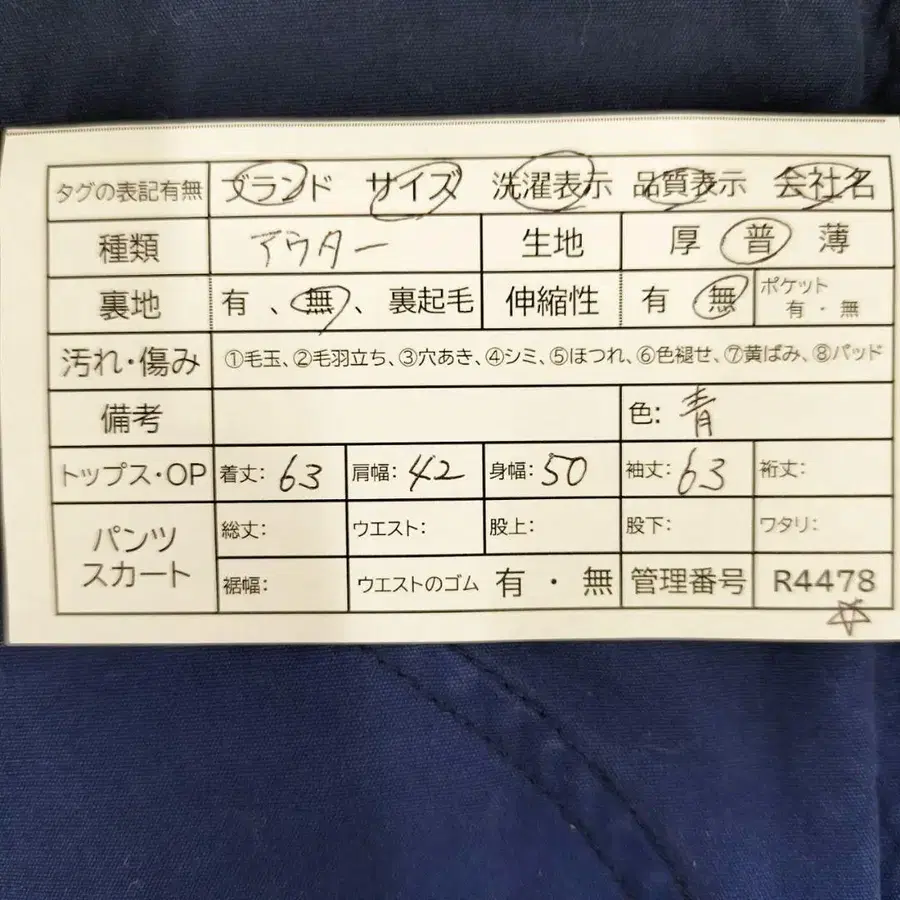 タグの表記有無 ブランド サイズ 洗濯表示 品質表示 会社名
種類 アウター 生地 厚 普 薄
裏地 有、無、裏起毛 伸縮性 有 無 ポケット 有・無
汚れ・傷み ①毛玉、②毛羽立ち、③穴あき、④シミ、⑤ほつれ、⑥色褪せ、⑦黄ばみ、⑧パッド
備考 色: 青
トップス・OP 着丈: 63 肩幅: 42 身幅: 50 袖丈: 63 裄丈:
パンツ スカート 総丈: ウエスト: 股上: 股下: ワタリ:
裾幅: ウエストのゴム 有・無 管理番号 R4478